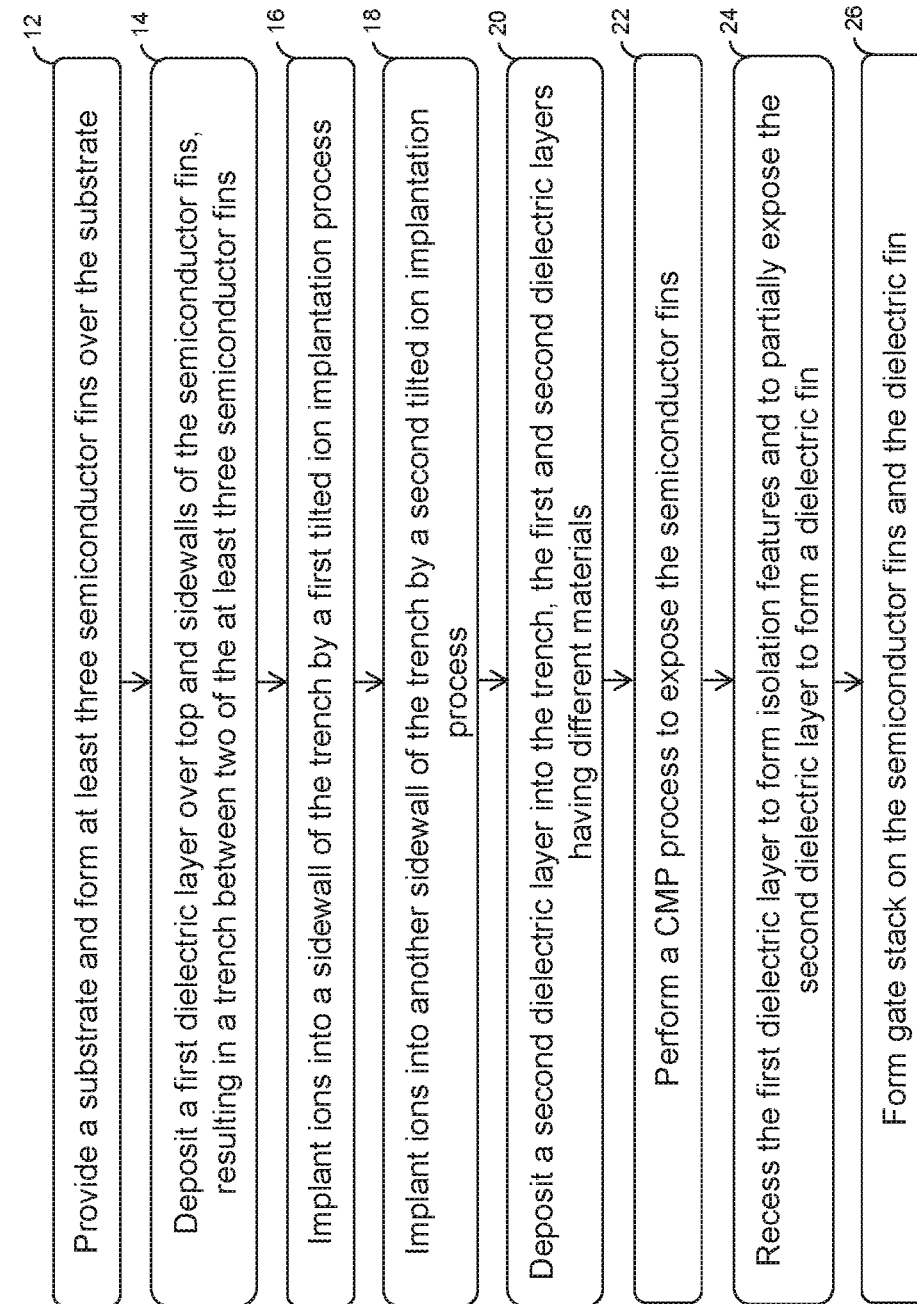 12
Provide a substrate and form at least three semiconductor fins over the substrate
14
Deposit a first dielectric layer over top and sidewalls of the semiconductor fins,
resulting in a trench between two of the at least three semiconductor fins
16
Implant ions into a sidewall of the trench by a first tilted ion implantation process
18
Implant ions into another sidewall of the trench by a second tilted ion implantation
process
20
Deposit a second dielectric layer into the trench, the first and second dielectric layers
having different materials
22
Perform a CMP process to expose the semiconductor fins
24
Recess the first dielectric layer to form isolation features and to partially expose the
second dielectric layer to form a dielectric fin
26
Form gate stack on the semiconductor fins and the dielectric fin